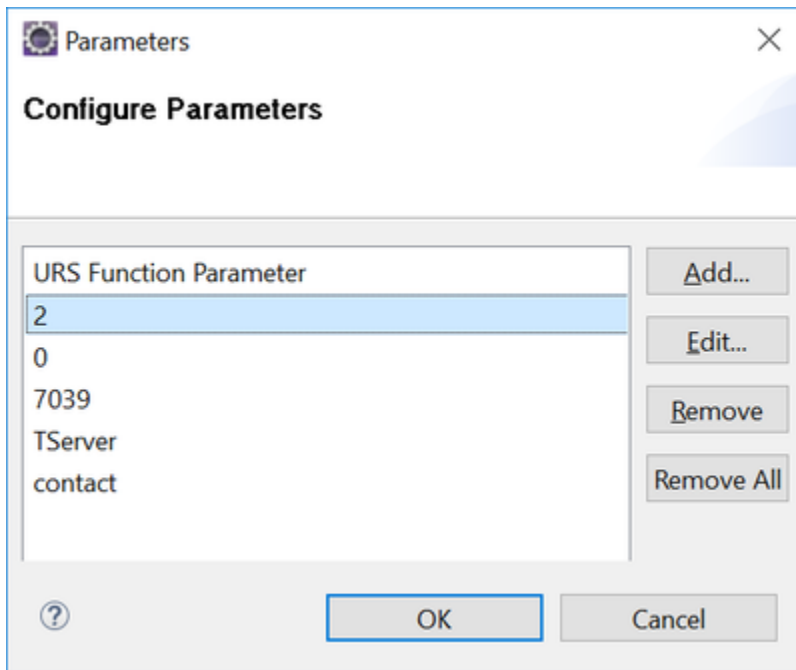 Parameters
Configure Parameters
URS Function Parameter
2
0
7039
TServer
contact
Add...
Edit...
Remove
Remove All
?
OK
Cancel